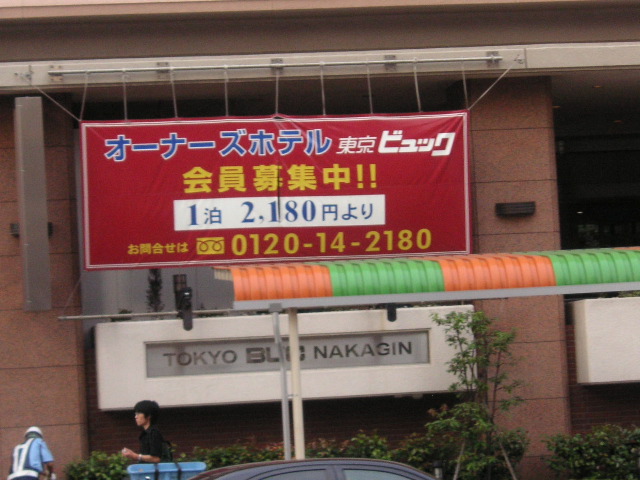 オーナーズホテル 東京ビュック
会員募集中!!
1泊 2,180円より
お問合せは 0120-14-2180
TOKYO BUC NAKAGIN